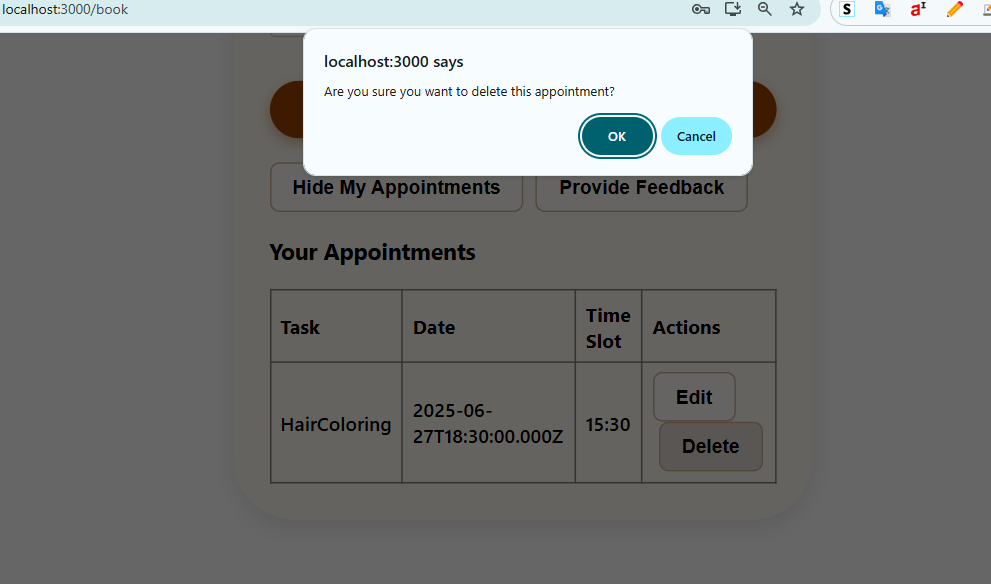 localhost:3000/book
S
localhost:3000 says
Are you sure you want to delete this appointment?
OK
Cancel
Hide My Appointments
Provide Feedback
Your Appointments
Task
Date
Time
Slot
Actions
HairColoring
2025-06-
27T18:30:00.000Z
15:30
Edit
Delete